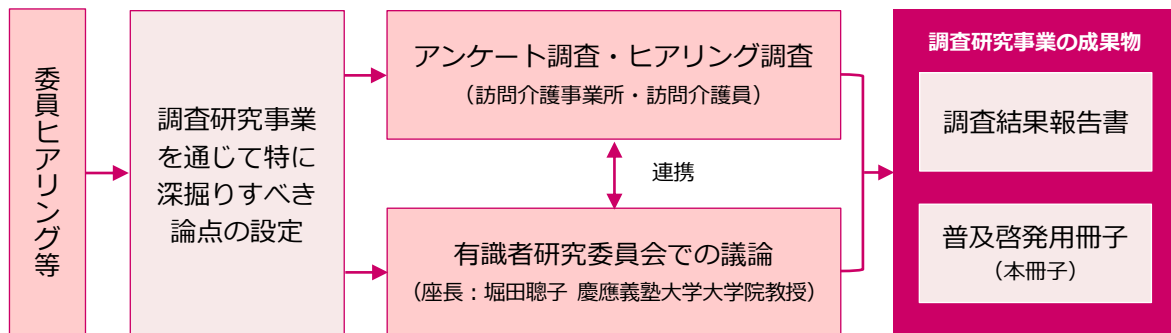 委員ヒアリング等
調査研究事業
を通じて特に
深掘りすべき
論点の設定
アンケート調査・ヒアリング調査
（訪問介護事業所・訪問介護員）
連携
有識者研究委員会での議論
（座長：堀田聰子 慶應義塾大学大学院教授）
調査研究事業の成果物
調査結果報告書
普及啓発用冊子
（本冊子）